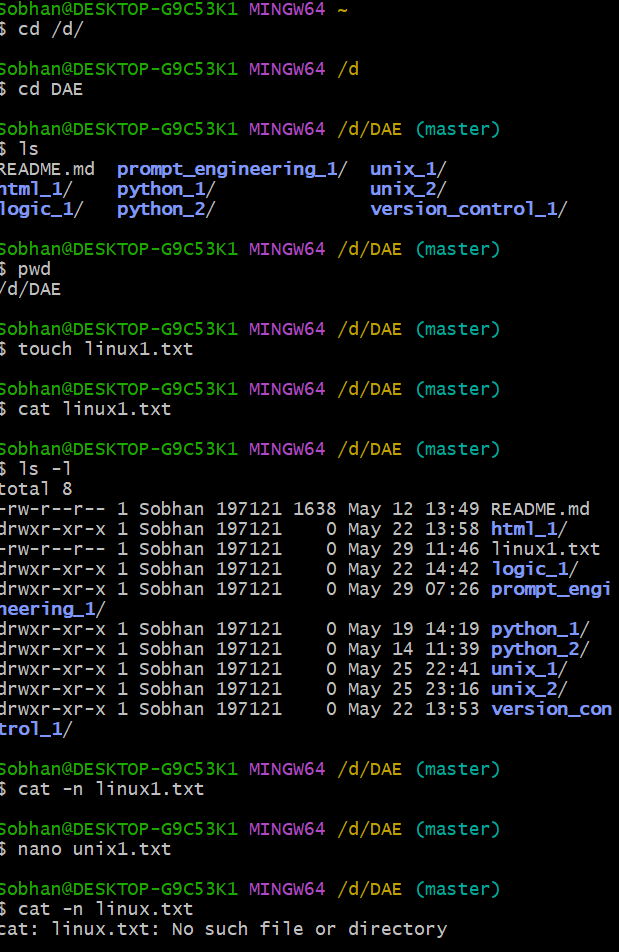 Sobhan@DESKTOP-G9C53K1 MINGW64 ~
$ cd /d/
Sobhan@DESKTOP-G9C53K1 MINGW64 /d
$ cd DAE
Sobhan@DESKTOP-G9C53K1 MINGW64 /d/DAE (master)
$ ls
README.md  prompt_engineering_1/  unix_1/
html_1/    python_1/              unix_2/
logic_1/   python_2/              version_control_1/
Sobhan@DESKTOP-G9C53K1 MINGW64 /d/DAE (master)
$ pwd
/d/DAE
Sobhan@DESKTOP-G9C53K1 MINGW64 /d/DAE (master)
$ touch linux1.txt
Sobhan@DESKTOP-G9C53K1 MINGW64 /d/DAE (master)
$ cat linux1.txt
Sobhan@DESKTOP-G9C53K1 MINGW64 /d/DAE (master)
$ ls -l
total 8
-rw-r--r-- 1 Sobhan 197121 1638 May 12 13:49 README.md
drwxr-xr-x 1 Sobhan 197121    0 May 22 13:58 html_1/
-rw-r--r-- 1 Sobhan 197121    0 May 29 11:46 linux1.txt
drwxr-xr-x 1 Sobhan 197121    0 May 22 14:42 logic_1/
drwxr-xr-x 1 Sobhan 197121    0 May 29 07:26 prompt_engi
neering_1/
drwxr-xr-x 1 Sobhan 197121    0 May 19 14:19 python_1/
drwxr-xr-x 1 Sobhan 197121    0 May 14 11:39 python_2/
drwxr-xr-x 1 Sobhan 197121    0 May 25 22:41 unix_1/
drwxr-xr-x 1 Sobhan 197121    0 May 25 23:16 unix_2/
drwxr-xr-x 1 Sobhan 197121    0 May 22 13:53 version_con
trol_1/
Sobhan@DESKTOP-G9C53K1 MINGW64 /d/DAE (master)
$ cat -n linux1.txt
Sobhan@DESKTOP-G9C53K1 MINGW64 /d/DAE (master)
$ nano unix1.txt
Sobhan@DESKTOP-G9C53K1 MINGW64 /d/DAE (master)
$ cat -n linux.txt
cat: linux.txt: No such file or directory